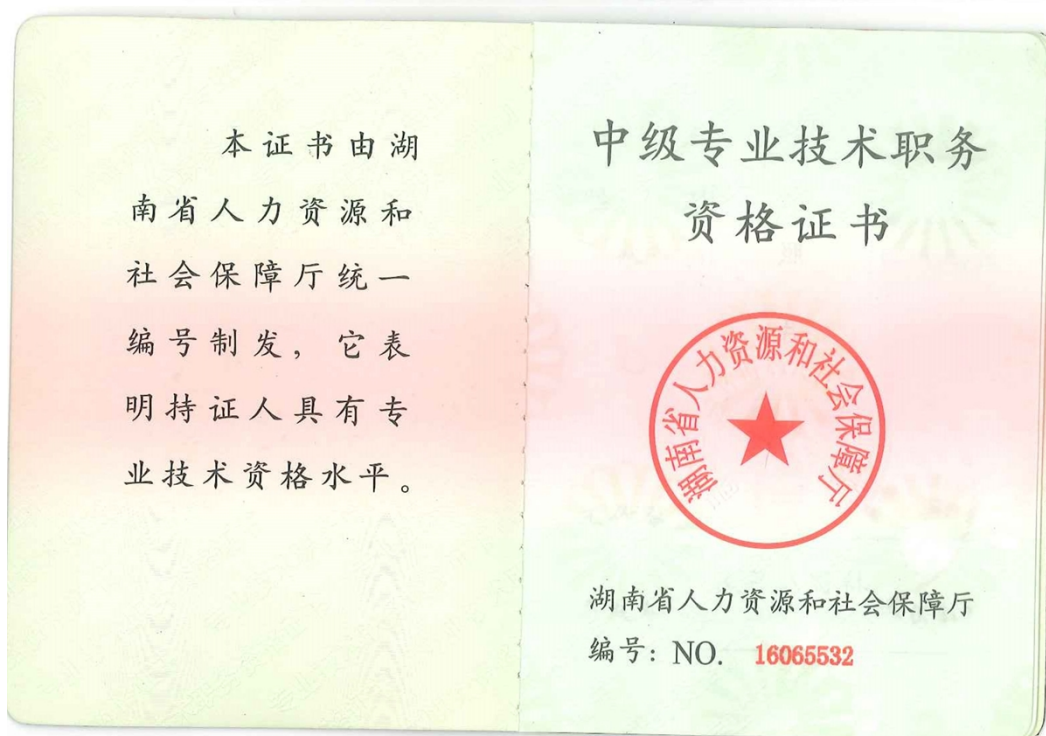 本证书由湖
南省人力资源和
社会保障厅统一
编号制发，它表
明持证人具有专
业技术资格水平。
中级专业技术职务
资格证书
湖南省人力资源和社会保障厅
湖南省人力资源和社会保障厅
编号：NO. 16065532